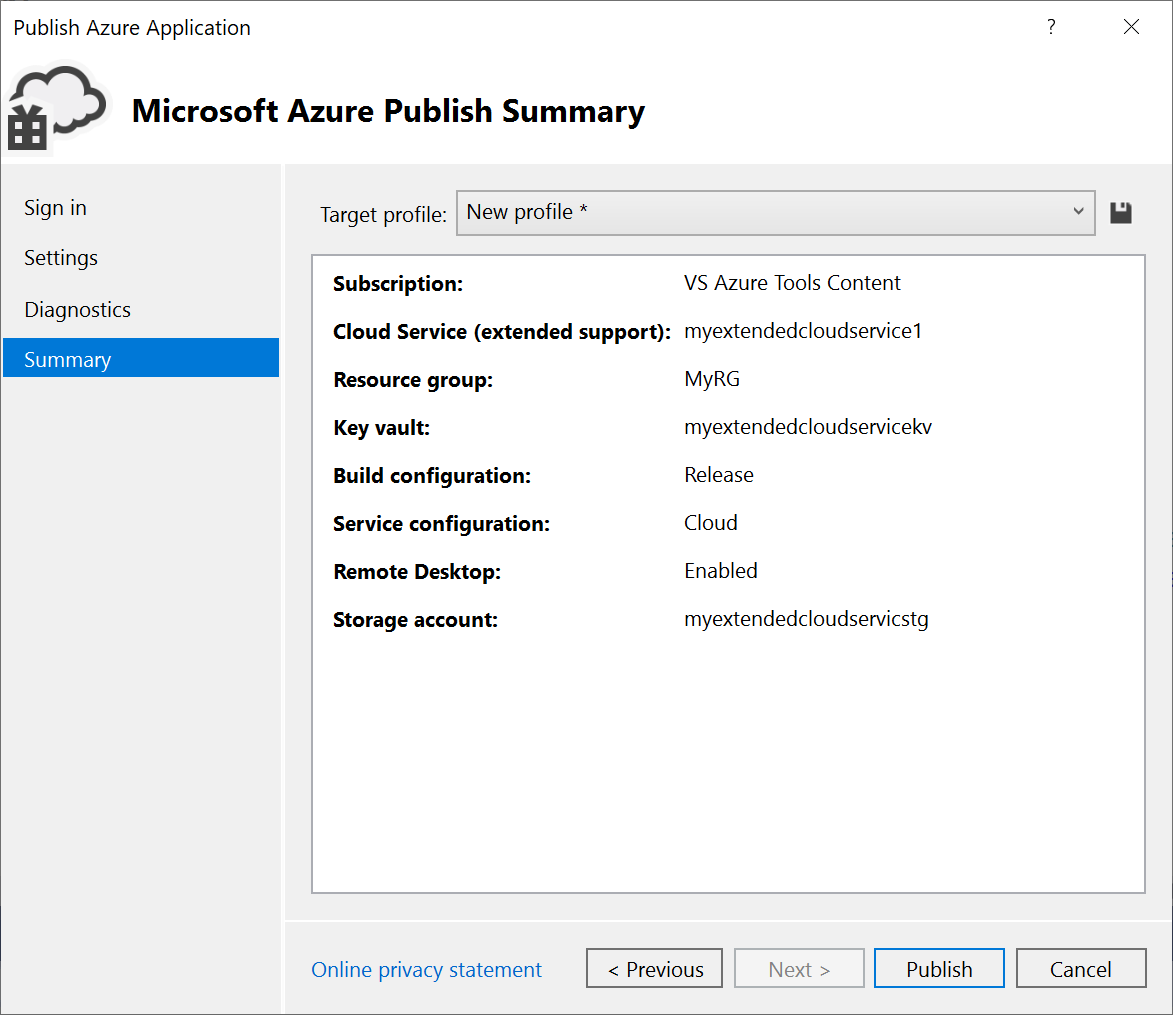 Publish Azure Application ?
Microsoft Azure Publish Summary
Sign in
Settings
Diagnostics
Summary
Target profile: New profile *
Subscription: VS Azure Tools Content
Cloud Service (extended support): myextendedcloudservice1
Resource group: MyRG
Key vault: myextendedcloudservicekv
Build configuration: Release
Service configuration: Cloud
Remote Desktop: Enabled
Storage account: myextendedcloudservicstg
Online privacy statement < Previous Next > Publish Cancel